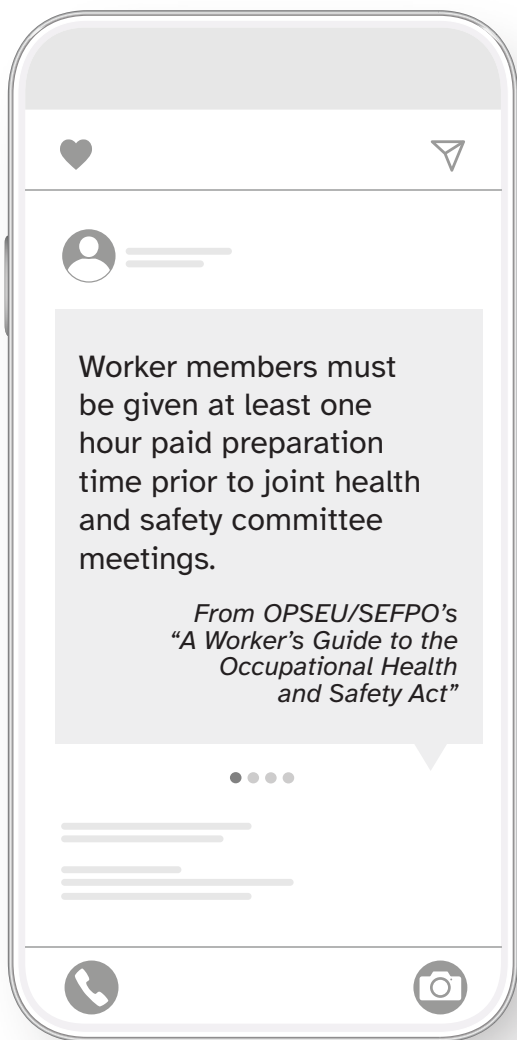 Worker members must
be given at least one
hour paid preparation
time prior to joint health
and safety committee
meetings.
From OPSEU/SEFPO’s
“A Worker’s Guide to the
Occupational Health
and Safety Act”